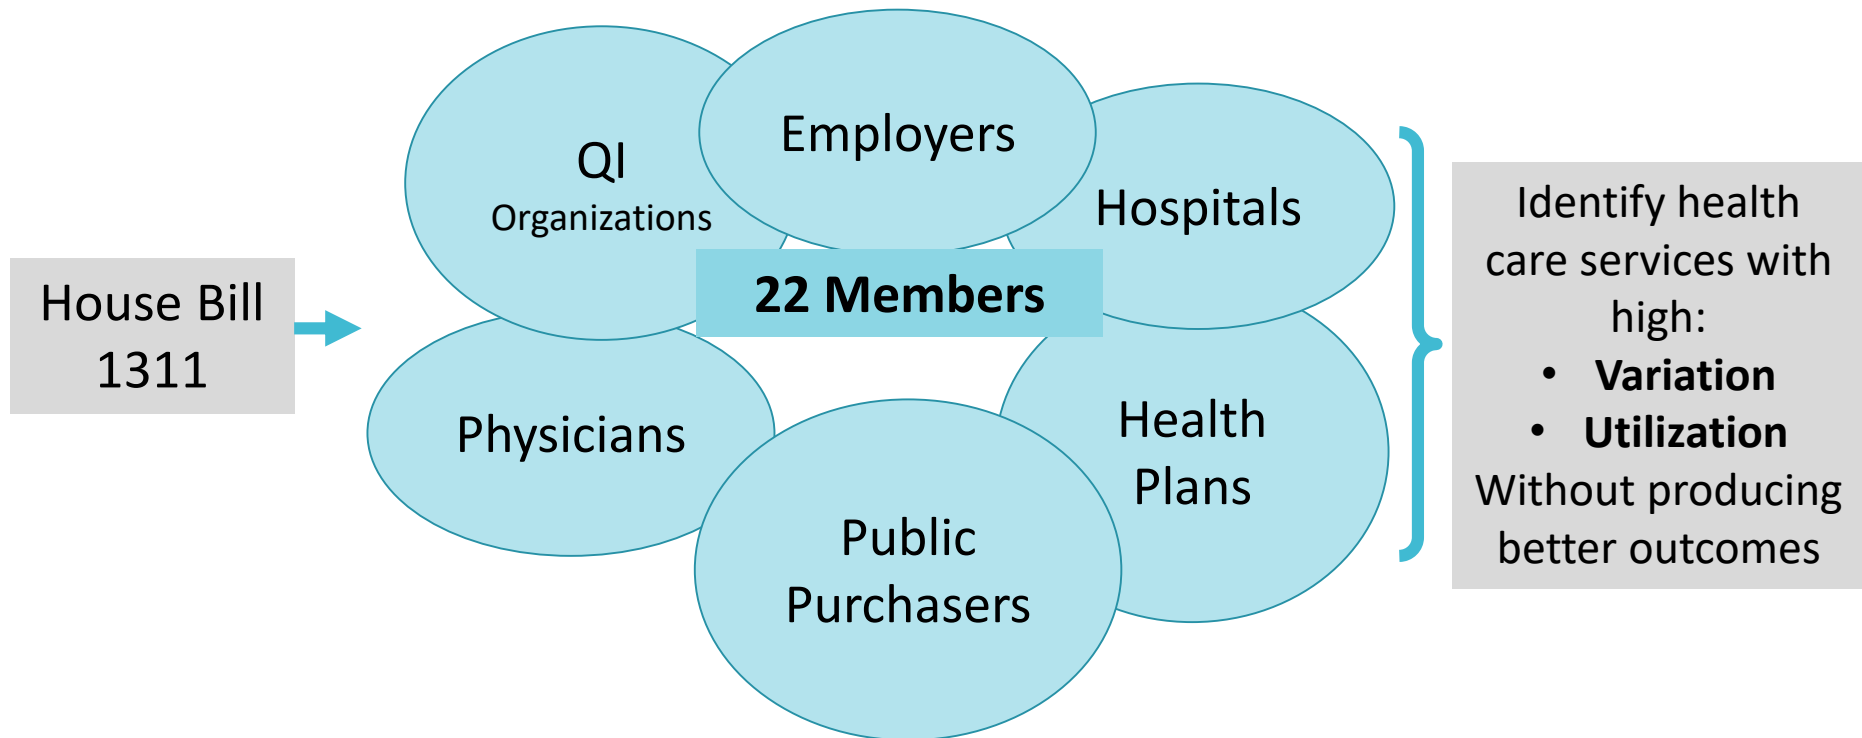 House Bill
1311
QI
Organizations
Employers
Hospitals
22 Members
Physicians
Public
Purchasers
Health
Plans
Identify health
care services with
high:
• Variation
• Utilization
Without producing
better outcomes